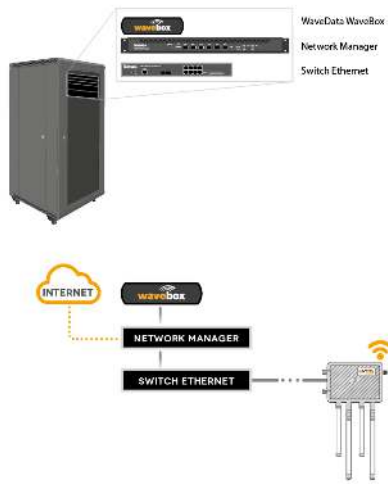 wavebox
WaveData WaveBox
Network Manager
Switch Ethernet
INTERNET
wavebox
NETWORK MANAGER
SWITCH ETHERNET